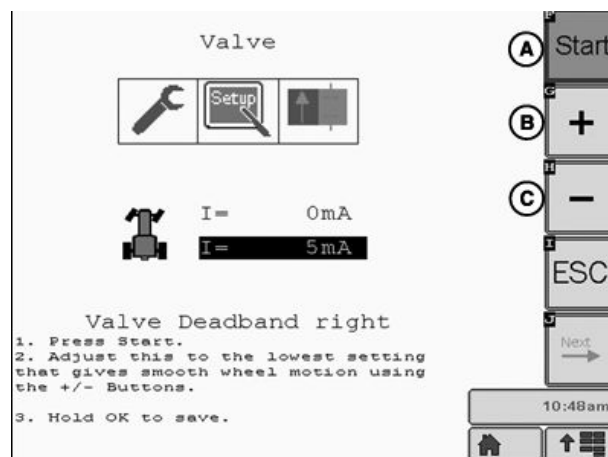 Valve
Setup
I= 0mA
I= 5mA
Valve Deadband right
1. Press Start.
2. Adjust this to the lowest setting
that gives smooth wheel motion using
the +/- Buttons.
3. Hold OK to save.
A
F
Start
B
G
+
C
H
−
I
ESC
J
Next
10:48am